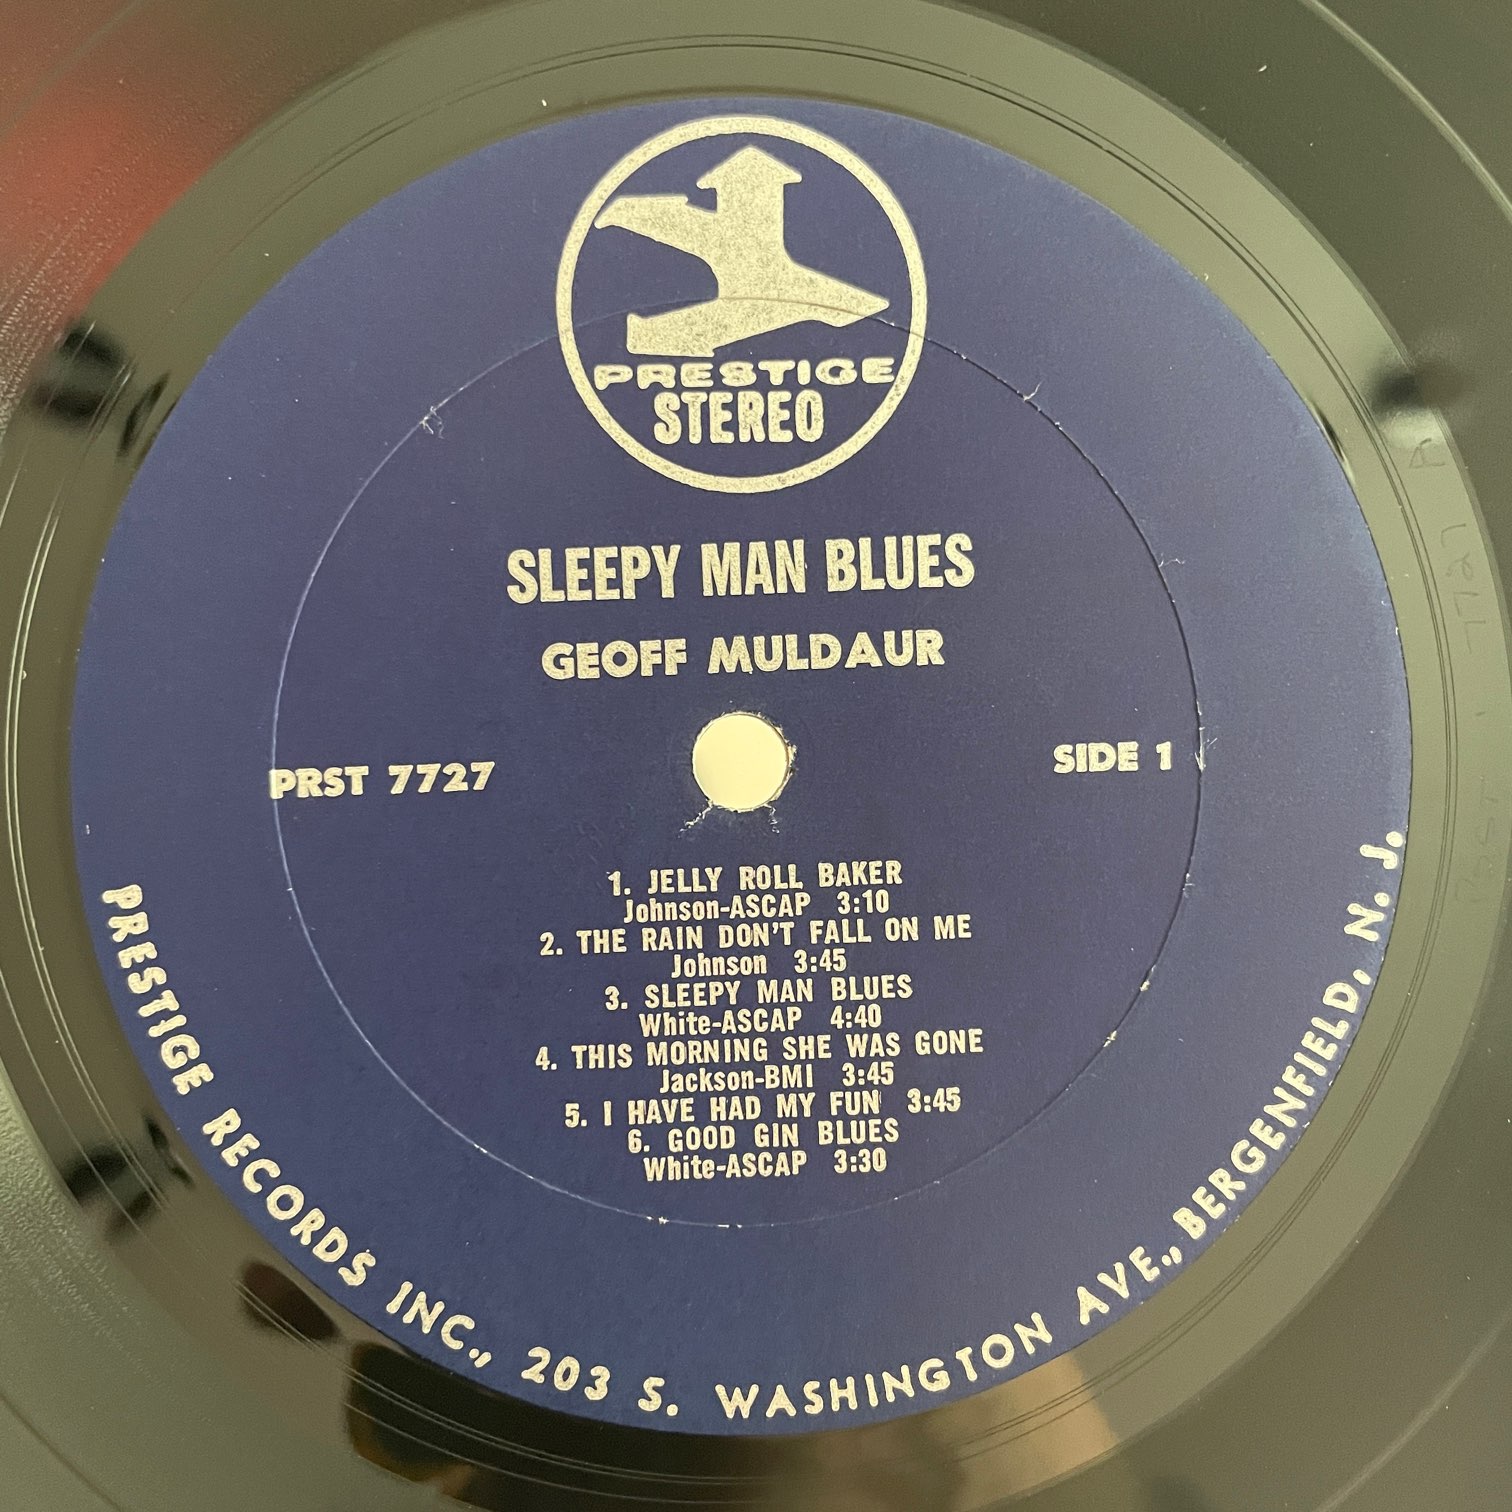 PRESTIGE
STEREO
SLEEPY MAN BLUES
GEOFF MULDAUR
PRST 7727
SIDE 1
1. JELLY ROLL BAKER
Johnson-ASCAP 3:10
2. THE RAIN DON'T FALL ON ME
Johnson 3:45
3. SLEEPY MAN BLUES
White-ASCAP 4:40
4. THIS MORNING SHE WAS GONE
Jackson-BMI 3:45
5. I HAVE HAD MY FUN 3:45
6. GOOD GIN BLUES
White-ASCAP 3:30
PRESTIGE RECORDS INC., 203 S. WASHINGTON AVE., BERGENFIELD, N. J.